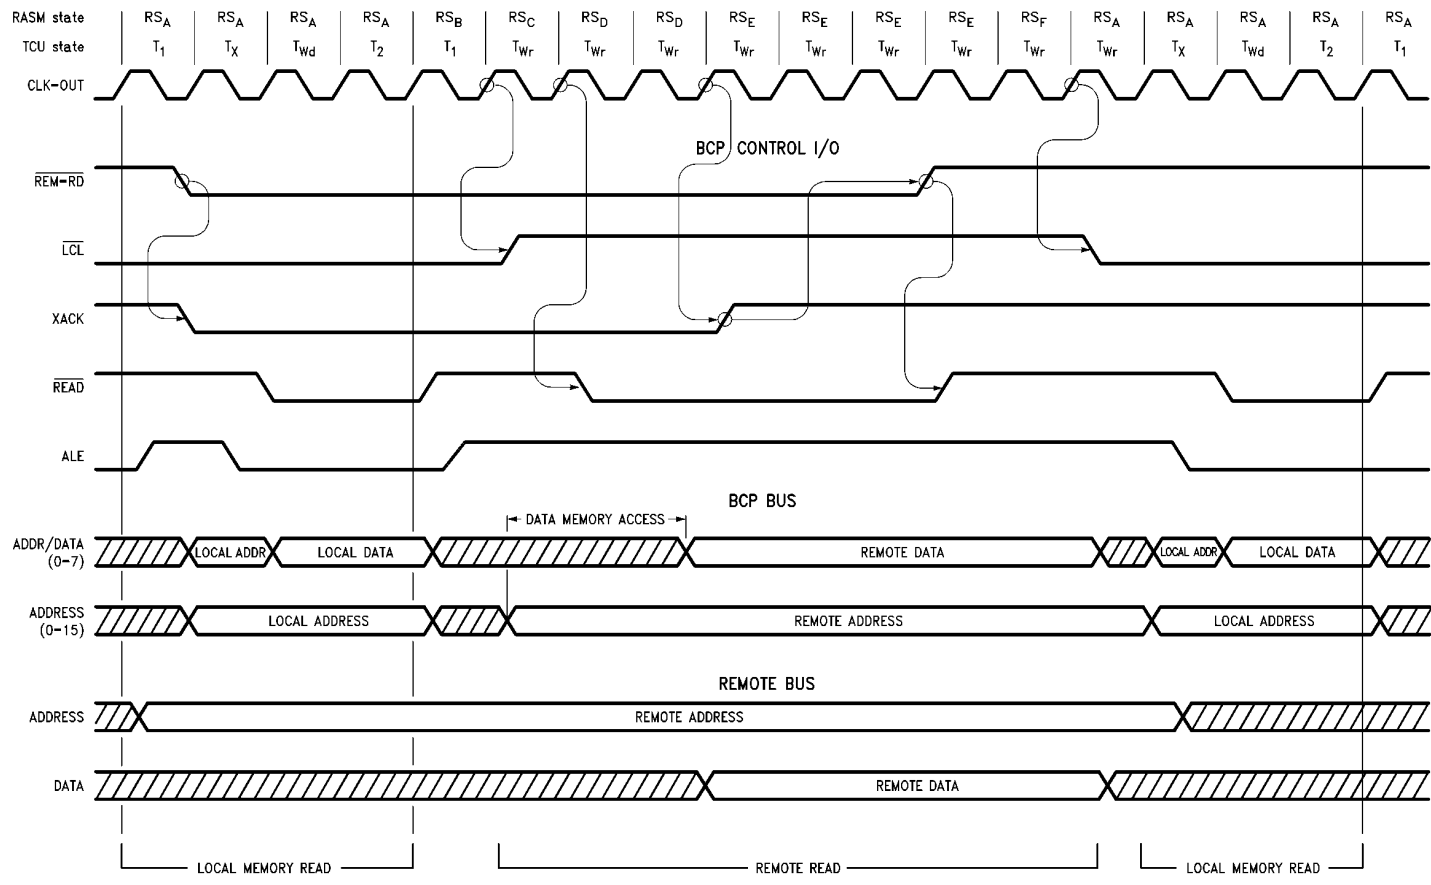 RASM state RSA RSA RSA RSA RSB RSC RSD RSD RSE RSE RSE RSE RSF RSA RSA RSA RSA RSA
TCU state T1 TX TWd T2 T1 TWr TWr TWr TWr TWr TWr TWr TWr TWr TX TWd T2 T1
CLK-OUT
BCP CONTROL I/O
REM-RD
LCL
XACK
READ
ALE
BCP BUS
DATA MEMORY ACCESS
ADDR/DATA
(0-7)
LOCAL ADDR LOCAL DATA REMOTE DATA LOCAL ADDR LOCAL DATA
ADDRESS
(0-15)
LOCAL ADDRESS REMOTE ADDRESS LOCAL ADDRESS
REMOTE BUS
ADDRESS REMOTE ADDRESS
DATA REMOTE DATA
LOCAL MEMORY READ REMOTE READ LOCAL MEMORY READ